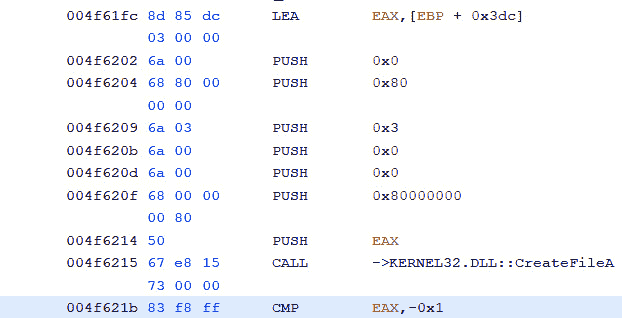 004f61fc 8d 85 dc LEA EAX,[EBP + 0x3dc]
03 00 00
004f6202 6a 00 PUSH 0x0
004f6204 68 80 00 PUSH 0x80
00 00
004f6209 6a 03 PUSH 0x3
004f620b 6a 00 PUSH 0x0
004f620d 6a 00 PUSH 0x0
004f620f 68 00 00 PUSH 0x80000000
00 80
004f6214 50 PUSH EAX
004f6215 67 e8 15 CALL ->KERNEL32.DLL::CreateFileA
73 00 00
004f621b 83 f8 ff CMP EAX,-0x1